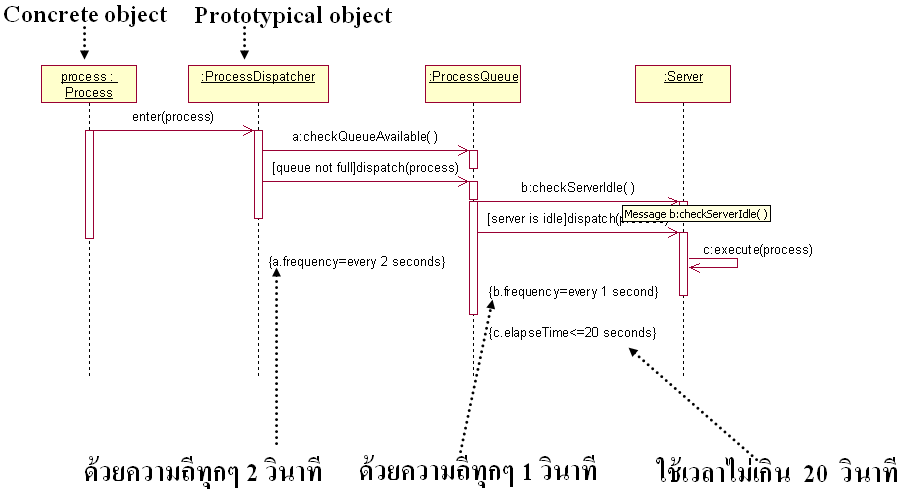 Concrete object
Prototypical object
process :
Process
:ProcessDispatcher
:ProcessQueue
:Server
enter(process)
a:checkQueueAvailable( )
[queue not full]dispatch(process)
b:checkServerIdle( )
Message b:checkServerIdle( )
[server is idle]dispatch(process)
c:execute(process)
{a.frequency=every 2 seconds}
{b.frequency=every 1 second}
{c.elapseTime<=20 seconds}
ด้วยความถี่ทุกๆ 2 วินาที
ด้วยความถี่ทุกๆ 1 วินาที
ใช้เวลาไม่เกิน 20 วินาที